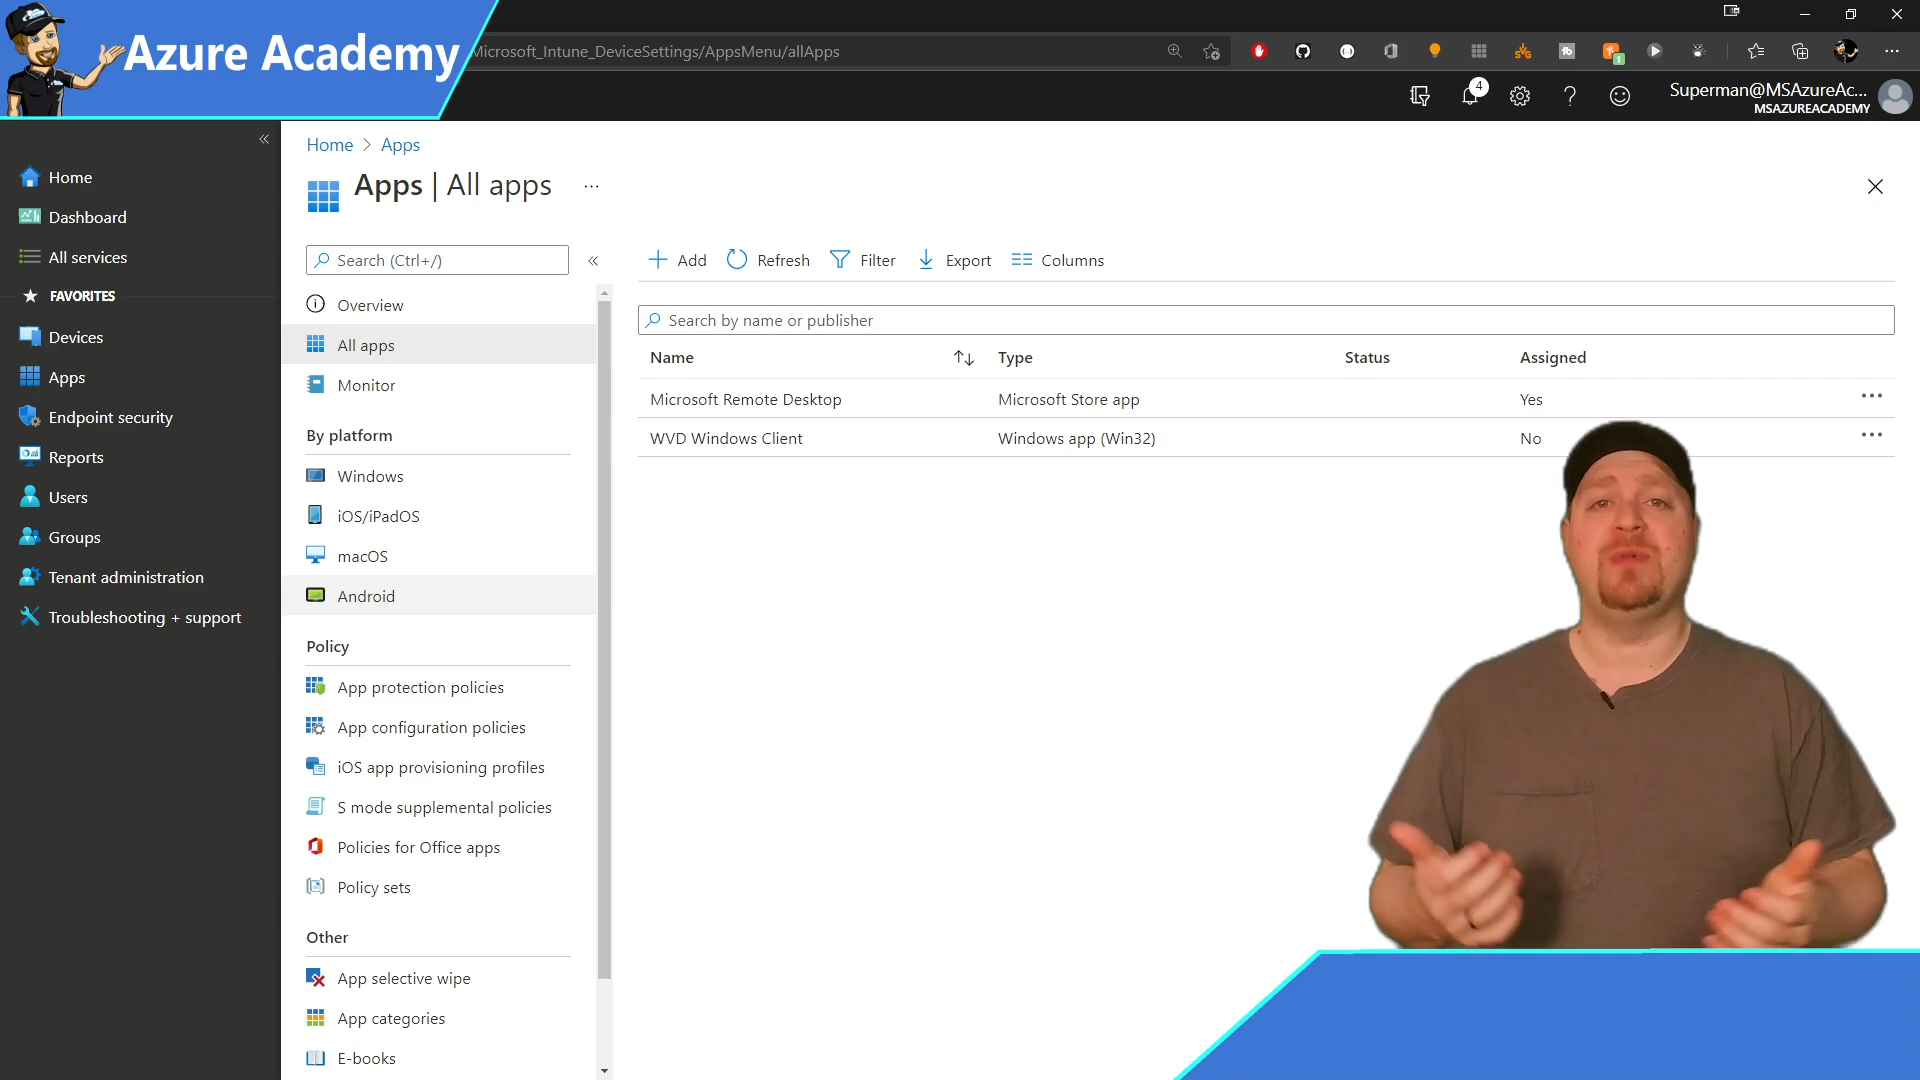 Azure Academy
Microsoft_Intune_DeviceSettings/AppsMenu/allApps
4
Superman@MSAzureAc...
MSAZUREACADEMY
Home
Dashboard
All services
FAVORITES
Devices
Apps
Endpoint security
Reports
Users
Groups
Tenant administration
Troubleshooting + support
Home > Apps
Apps | All apps ...
Search (Ctrl+/)
Overview
All apps
Monitor
By platform
Windows
iOS/iPadOS
macOS
Android
Policy
App protection policies
App configuration policies
iOS app provisioning profiles
S mode supplemental policies
Policies for Office apps
Policy sets
Other
App selective wipe
App categories
E-books
Add Refresh Filter Export Columns
Search by name or publisher
Name Type Status Assigned
Microsoft Remote Desktop Microsoft Store app Yes
WVD Windows Client Windows app (Win32) No